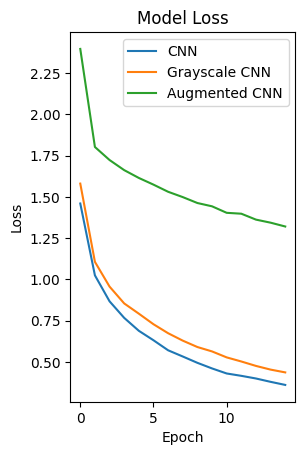 Model Loss
CNN
Grayscale CNN
Augmented CNN
2.25
2.00
1.75
1.50
1.25
1.00
0.75
0.50
Loss
0 5 10
Epoch